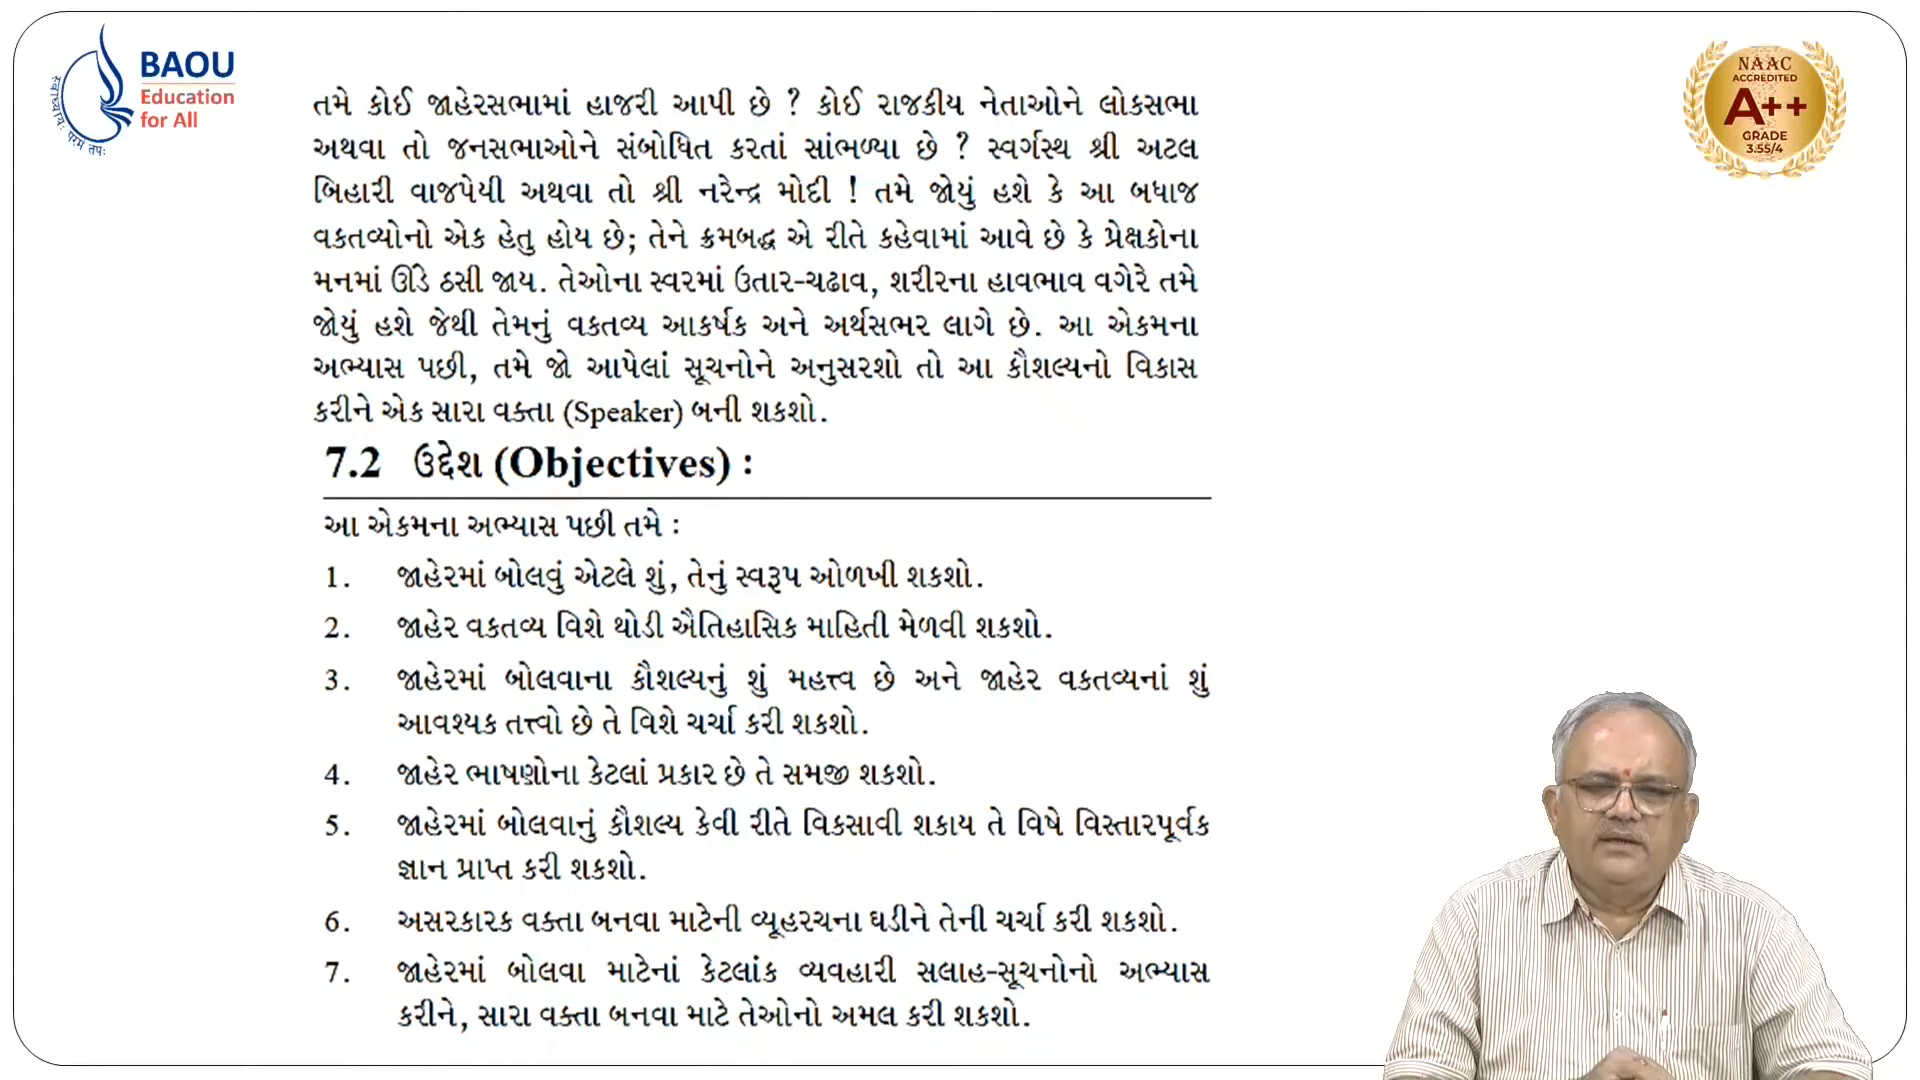 BAOU
Education
for All
स्वाध्यायः परमं तपः
NAAC
ACCREDITED
A++
GRADE
3.55/4
તમે કોઈ જાહેરસભામાં હાજરી આપી છે ? કોઈ રાજકીય નેતાઓને લોકસભા
અથવા તો જનસભાઓને સંબોધિત કરતાં સાંભળ્યા છે ? સ્વર્ગસ્થ શ્રી અટલ
બિહારી વાજપેયી અથવા તો શ્રી નરેન્દ્ર મોદી ! તમે જોયું હશે કે આ બધાજ
વકતવ્યોનો એક હેતુ હોય છે; તેને ક્રમબદ્ધ એ રીતે કહેવામાં આવે છે કે પ્રેક્ષકોના
મનમાં ઊંડે ઠસી જાય. તેઓના સ્વરમાં ઉતાર-ચઢાવ, શરીરના હાવભાવ વગેરે તમે
જોયું હશે જેથી તેમનું વકતવ્ય આકર્ષક અને અર્થસભર લાગે છે. આ એકમના
અભ્યાસ પછી, તમે જો આપેલાં સૂચનોને અનુસરશો તો આ કૌશલ્યનો વિકાસ
કરીને એક સારા વક્તા (Speaker) બની શકશો.
7.2 ઉદ્દેશ (Objectives) :
આ એકમના અભ્યાસ પછી તમે :
1. જાહેરમાં બોલવું એટલે શું, તેનું સ્વરૂપ ઓળખી શકશો.
2. જાહેર વકતવ્ય વિશે થોડી ઐતિહાસિક માહિતી મેળવી શકશો.
3. જાહેરમાં બોલવાના કૌશલ્યનું શું મહત્ત્વ છે અને જાહેર વકતવ્યનાં શું
આવશ્યક તત્ત્વો છે તે વિશે ચર્ચા કરી શકશો.
4. જાહેર ભાષણોના કેટલાં પ્રકાર છે તે સમજી શકશો.
5. જાહેરમાં બોલવાનું કૌશલ્ય કેવી રીતે વિકસાવી શકાય તે વિષે વિસ્તારપૂર્વક
જ્ઞાન પ્રાપ્ત કરી શકશો.
6. અસરકારક વક્તા બનવા માટેની વ્યૂહરચના ઘડીને તેની ચર્ચા કરી શકશો.
7. જાહેરમાં બોલવા માટેનાં કેટલાંક વ્યવહારી સલાહ-સૂચનોનો અભ્યાસ
કરીને, સારા વક્તા બનવા માટે તેઓનો અમલ કરી શકશો.